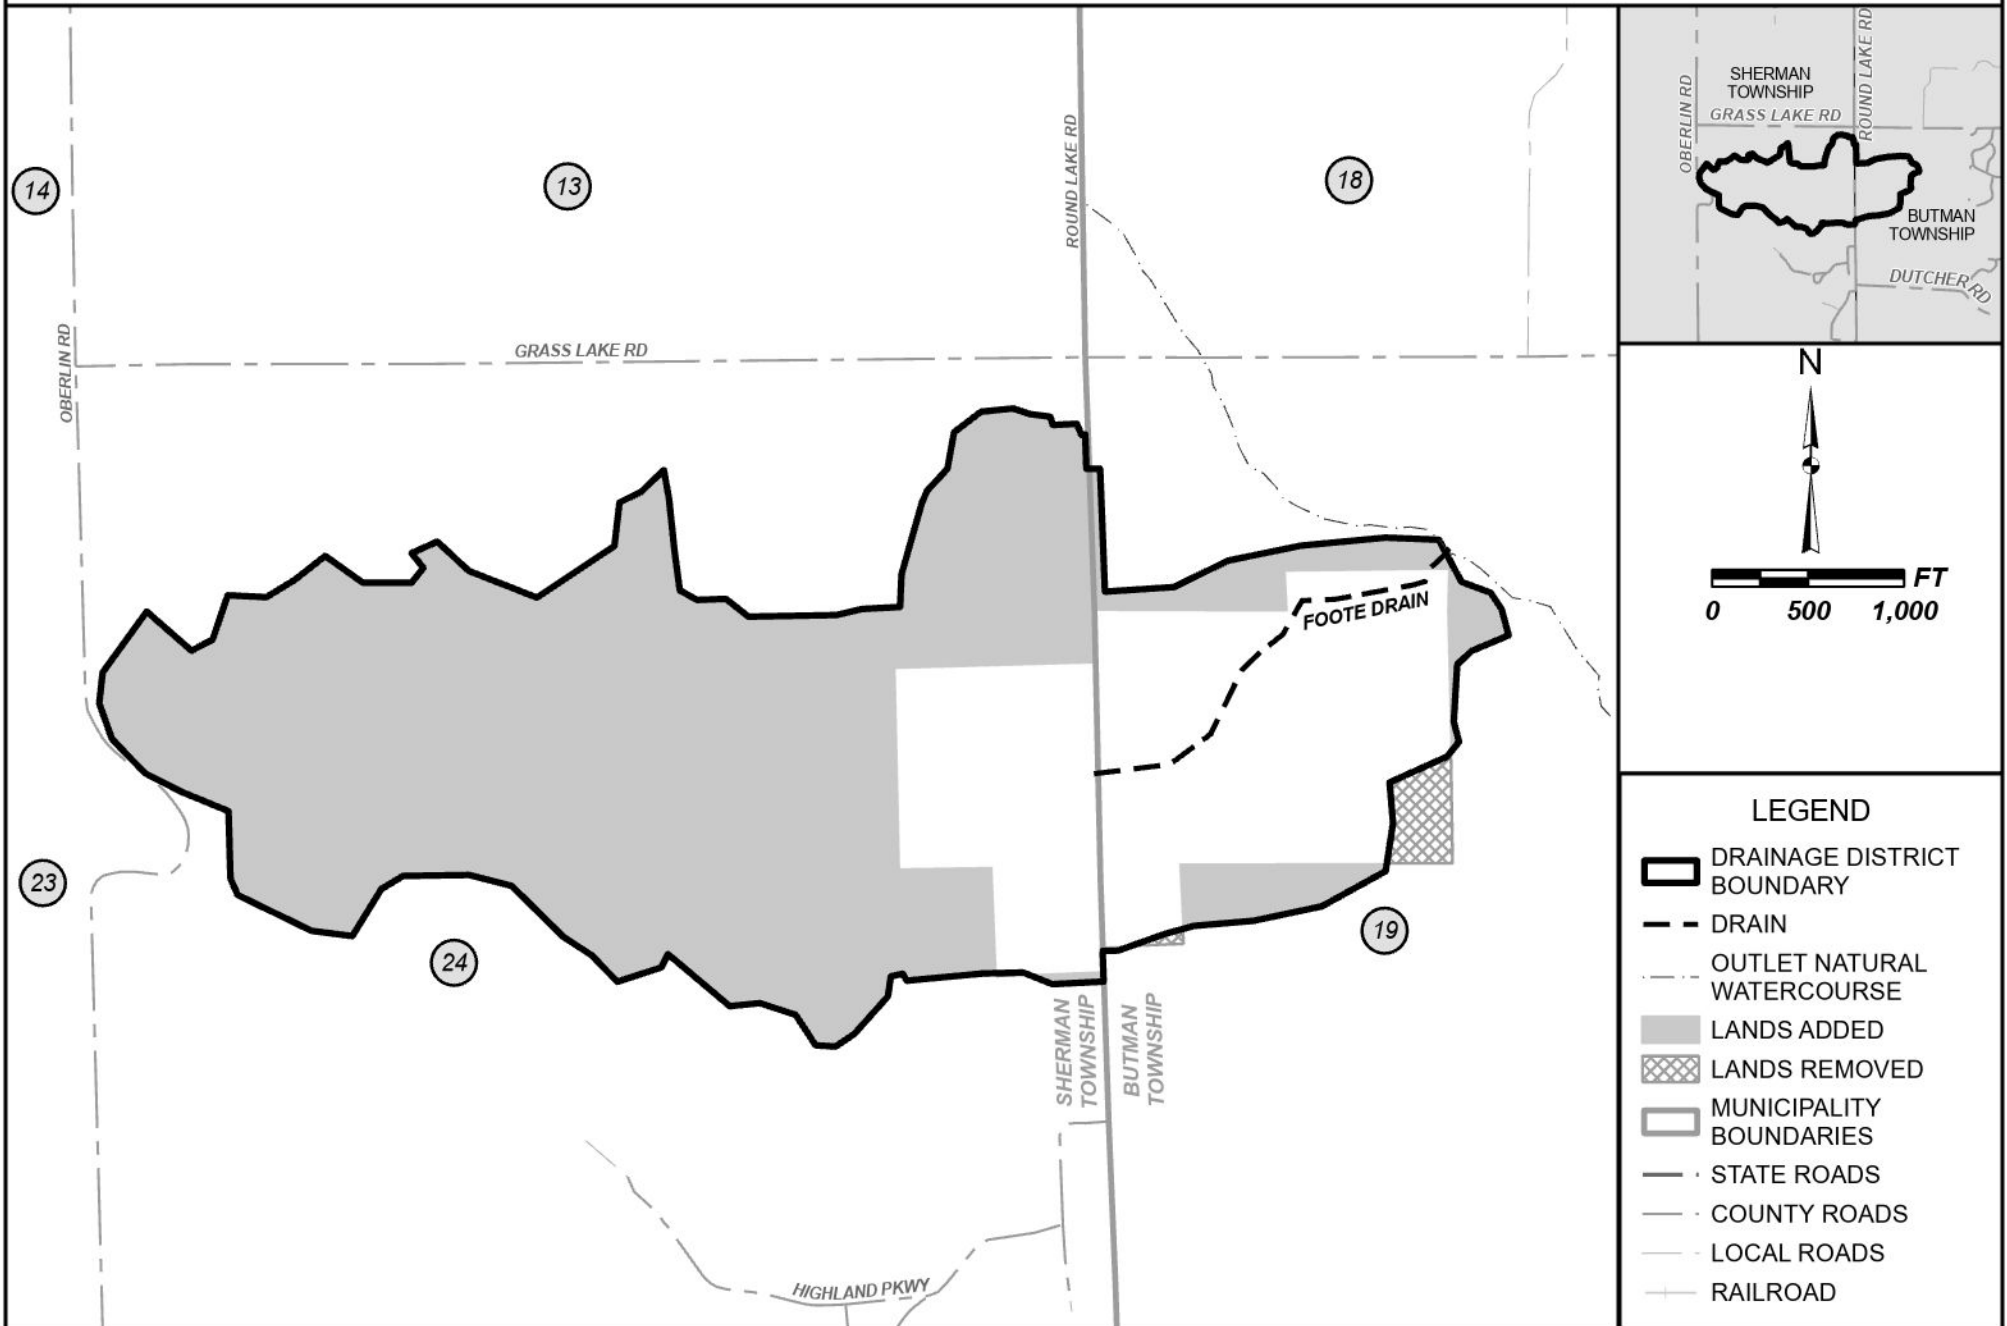 14
13
18
23
24
19
OBERLIN RD
GRASS LAKE RD
ROUND LAKE RD
FOOTE DRAIN
SHERMAN
TOWNSHIP
BUTMAN
TOWNSHIP
HIGHLAND PKWY
SHERMAN
TOWNSHIP
GRASS LAKE RD
OBERLIN RD
ROUND LAKE RD
BUTMAN
TOWNSHIP
DUTCHER RD
N
FT
0 500 1,000
LEGEND
DRAINAGE DISTRICT
BOUNDARY
DRAIN
OUTLET NATURAL
WATERCOURSE
LANDS ADDED
LANDS REMOVED
MUNICIPALITY
BOUNDARIES
STATE ROADS
COUNTY ROADS
LOCAL ROADS
RAILROAD